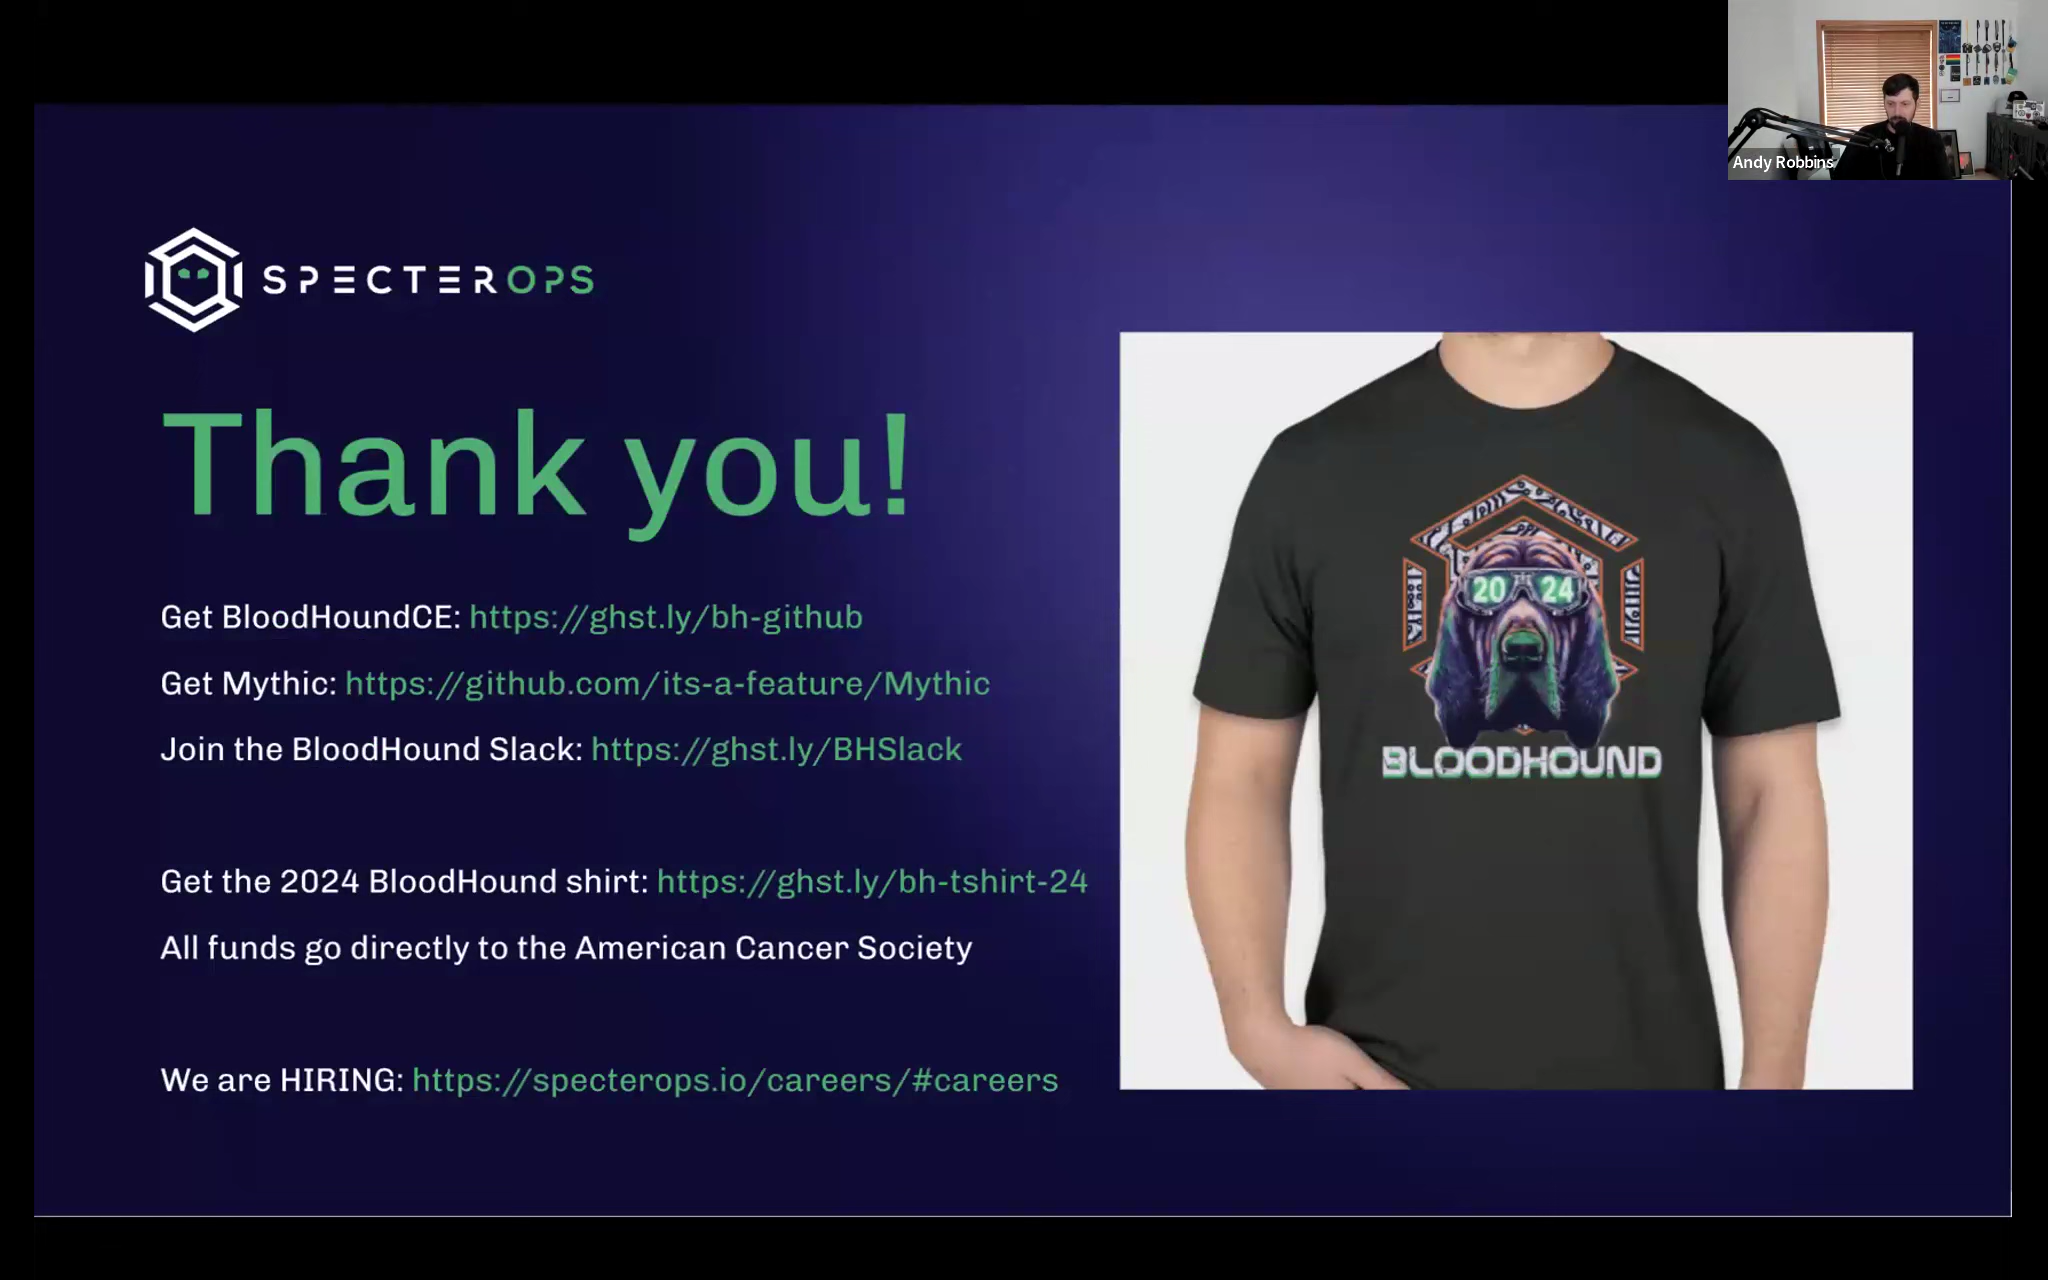 Andy Robbins
SPECTEROPS
Thank you!
Get BloodHoundCE: https://ghst.ly/bh-github
Get Mythic: https://github.com/its-a-feature/Mythic
Join the BloodHound Slack: https://ghst.ly/BHSlack
Get the 2024 BloodHound shirt: https://ghst.ly/bh-tshirt-24
All funds go directly to the American Cancer Society
We are HIRING: https://specterops.io/careers/#careers
20 24
BLOODHOUND